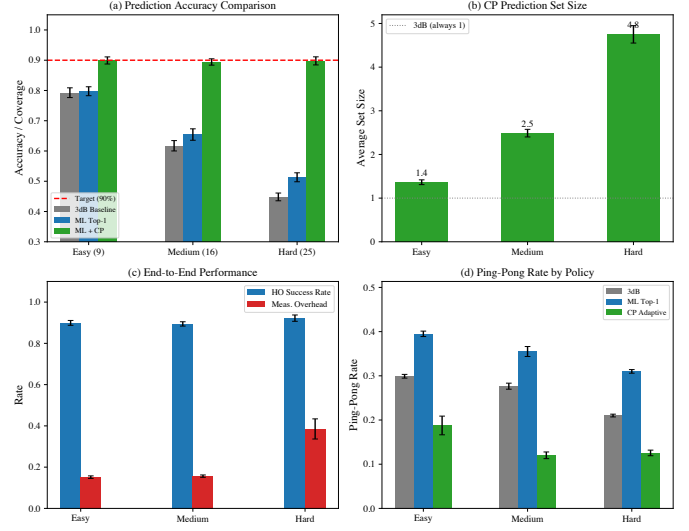 (a) Prediction Accuracy Comparison
1.0
0.9
0.8
0.7
0.6
0.5
0.4
0.3
Accuracy / Coverage
Target (90%)
3dB Baseline
ML Top-1
ML + CP
Easy (9)
Medium (16)
Hard (25)
(b) CP Prediction Set Size
3dB (always 1)
5
4
3
2
1
0
Average Set Size
1.4
2.5
4.8
Easy
Medium
Hard
(c) End-to-End Performance
HO Success Rate
Meas. Overhead
1.0
0.8
0.6
0.4
0.2
0.0
Rate
Easy
Medium
Hard
(d) Ping-Pong Rate by Policy
3dB
ML Top-1
CP Adaptive
0.5
0.4
0.3
0.2
0.1
0.0
Ping-Pong Rate
Easy
Medium
Hard